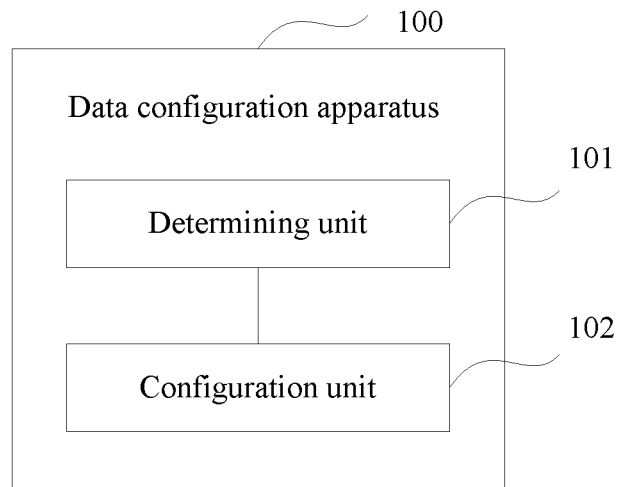 100
Data configuration apparatus
101
Determining unit
102
Configuration unit